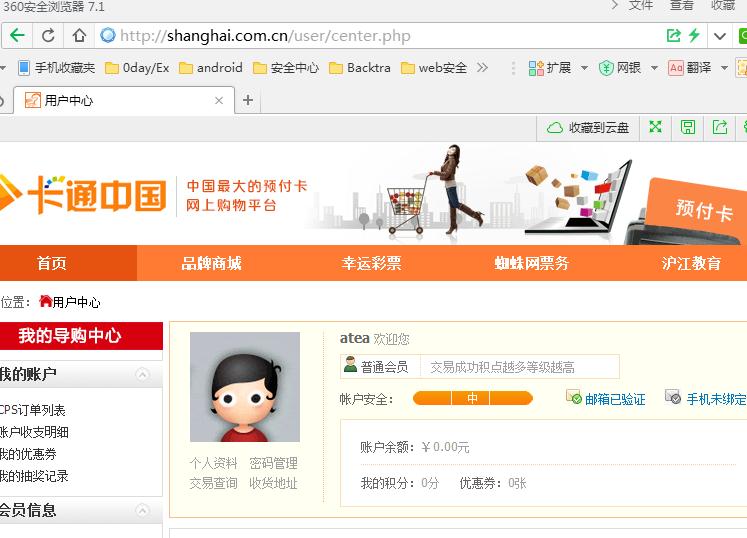 360安全浏览器 7.1
文件 查看 收藏
http://shanghai.com.cn/user/center.php
手机收藏夹 0day/Ex android 安全中心 Backtra web安全 扩展 网银 Aa 翻译
用户中心
收藏到云盘
卡通中国
中国最大的预付卡
网上购物平台
预付卡
首页 品牌商城 幸运彩票 蜘蛛网票务 沪江教育
位置： 用户中心
我的导购中心
我的账户
CPS订单列表
账户收支明细
我的优惠券
我的抽奖记录
会员信息
atea 欢迎您
普通会员 交易成功积点越多等级越高
帐户安全： 中 邮箱已验证 手机未绑定
账户余额：￥0.00元
我的积分：0分 优惠券：0张
个人资料 密码管理
交易查询 收货地址